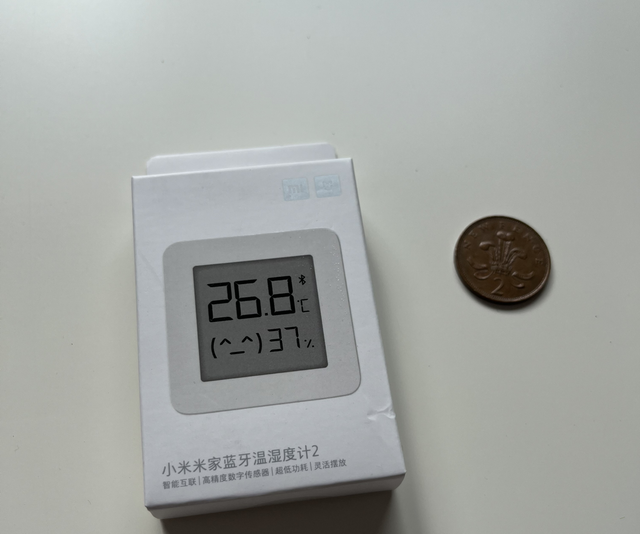 26.8 ℃
(^_^) 37%
小米米家蓝牙温湿度计2
智能互联 | 高精度数字传感器 | 超低功耗 | 灵活摆放
2